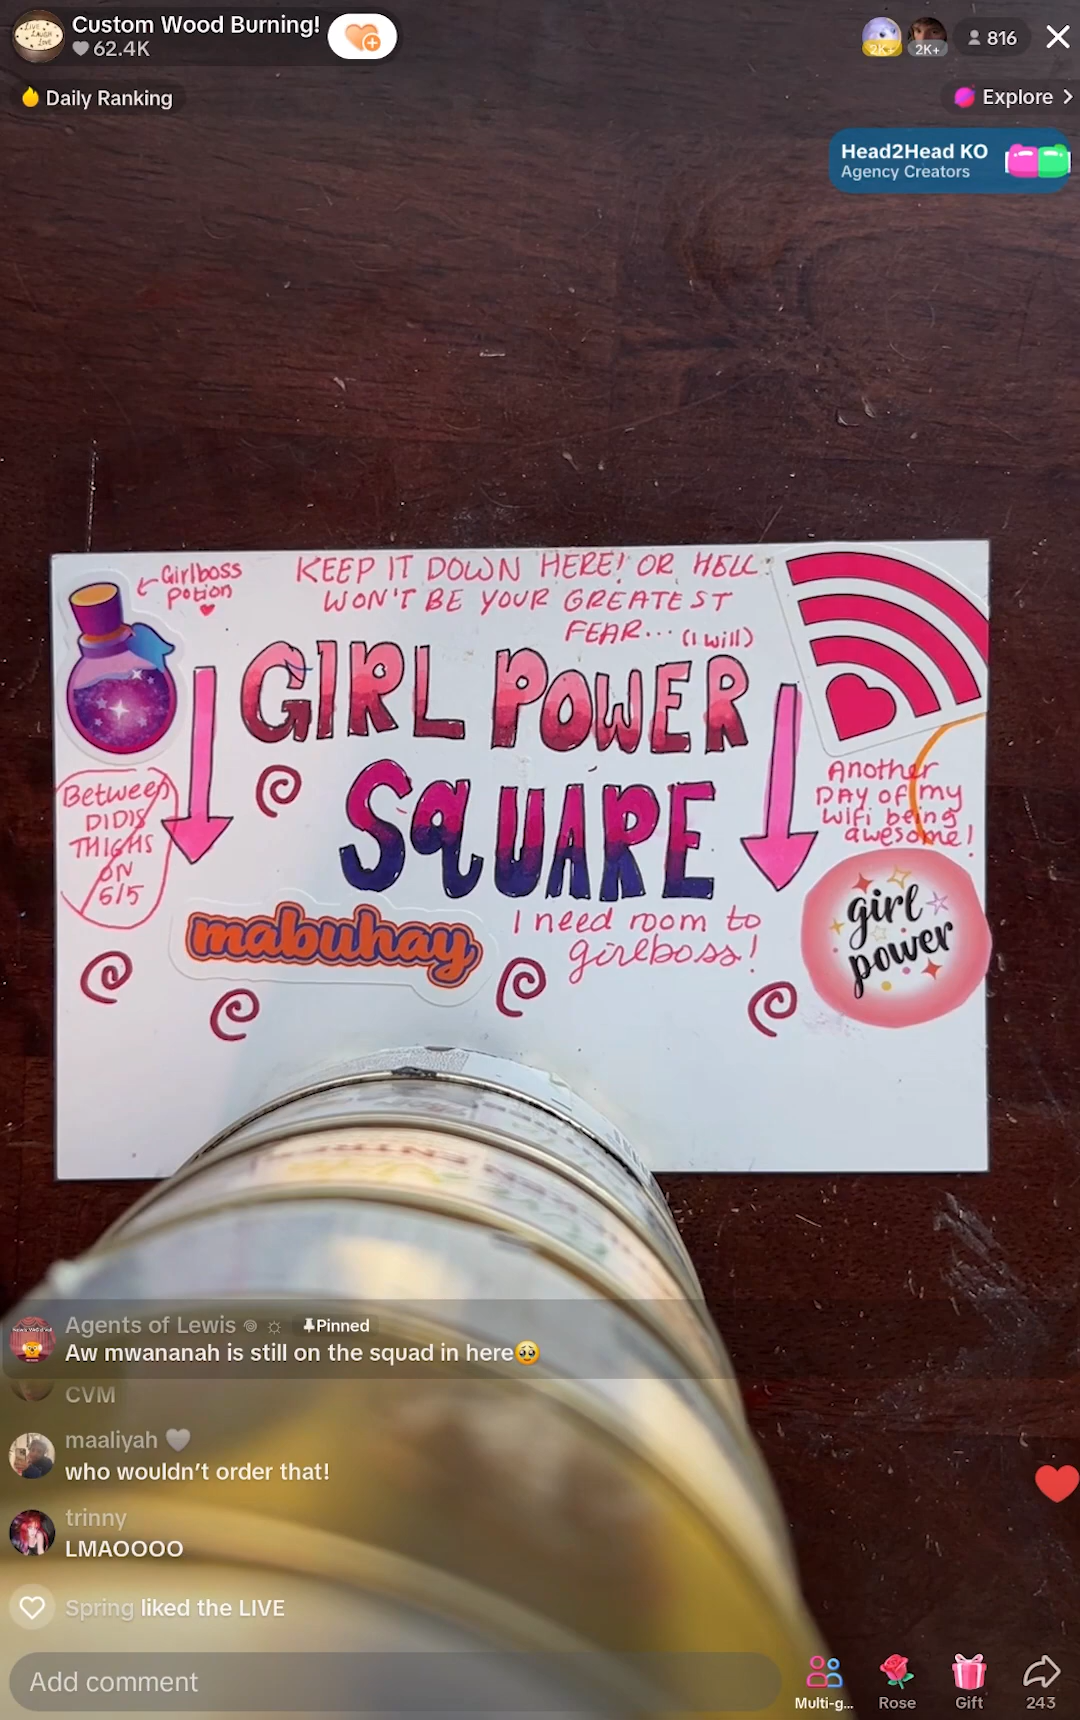 Custom Wood Burning!
62.4K
2K+
2K+
816
Daily Ranking
Explore
Head2Head KO
Agency Creators
Girlboss
potion
KEEP IT DOWN HERE! OR HELL
WON'T BE YOUR GREATEST
FEAR... (I will)
GIRL POWER
SQUARE
Between
DIDIS
THIGHS
ON
6/5
Another
DAY of my
wifi being
awesome!
mabuhay
I need room to
girlboss!
girl
power
Agents of Lewis
Pinned
Aw mwananah is still on the squad in here🥹
CVM
maaliyah 🤍
who wouldn't order that!
trinny
LMAOOOO
Spring liked the LIVE
Add comment
Multi-g...
Rose
Gift
243